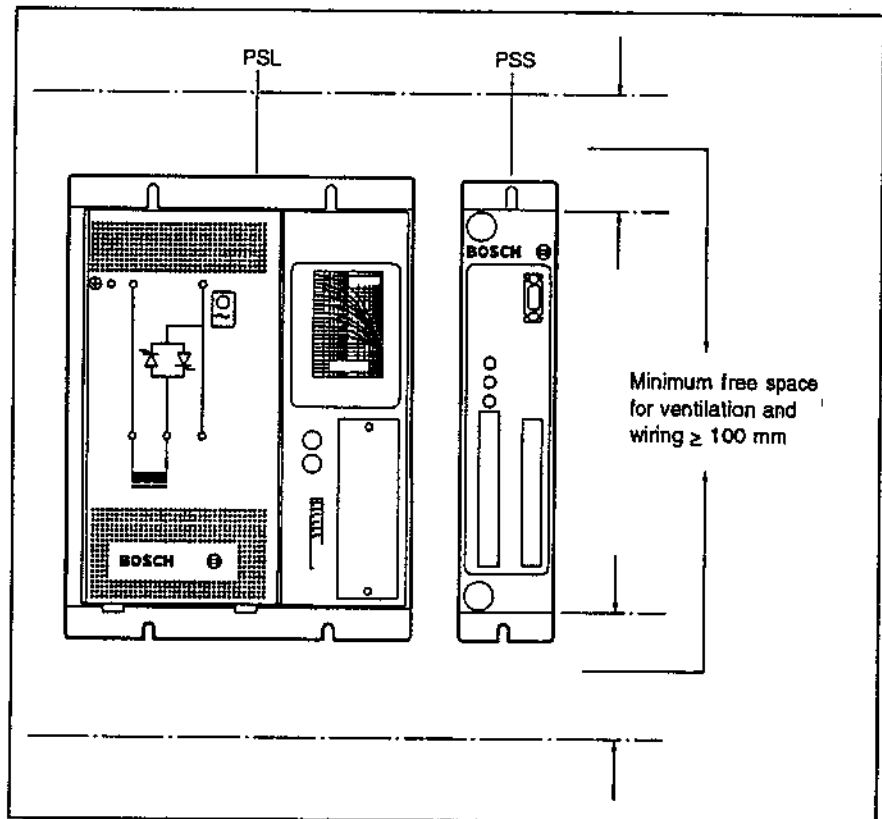 PSL
PSS
BOSCH
Minimum free space
for ventilation and
wiring ≥ 100 mm
BOSCH